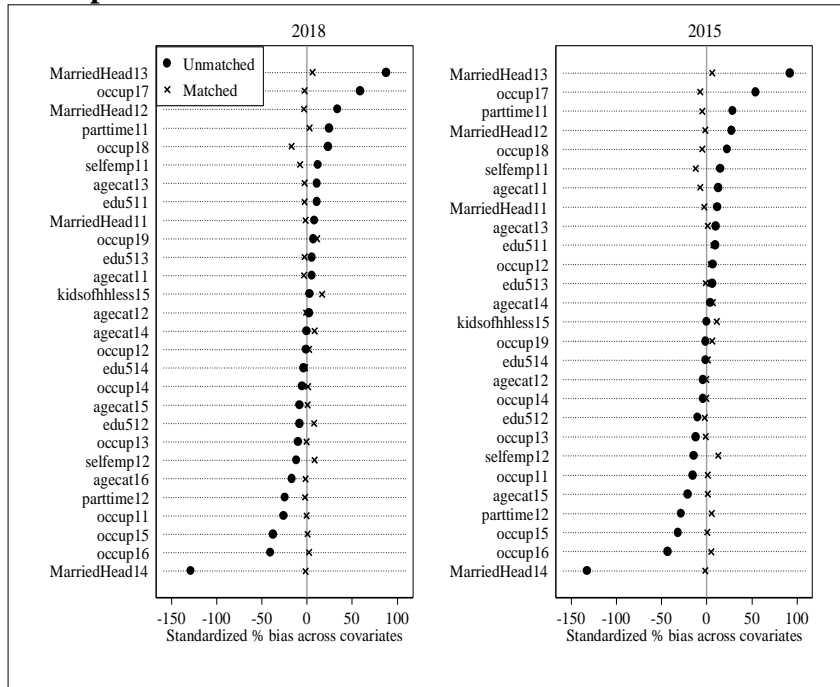 2018
Unmatched
Matched
MarriedHead13
occup17
MarriedHead12
parttime11
occup18
selfemp11
agecat13
edu511
MarriedHead11
occup19
edu513
agecat11
kidsofhhless15
agecat12
agecat14
occup12
edu514
occup14
agecat15
edu512
occup13
selfemp12
agecat16
parttime12
occup11
occup15
occup16
MarriedHead14
-150 -100 -50 0 50 100
Standardized % bias across covariates
2015
MarriedHead13
occup17
parttime11
MarriedHead12
occup18
selfemp11
agecat11
MarriedHead11
agecat13
edu511
occup12
edu513
agecat14
kidsofhhless15
occup19
edu514
agecat12
occup14
edu512
occup13
selfemp12
occup11
agecat15
parttime12
occup15
occup16
MarriedHead14
-150 -100 -50 0 50 100
Standardized % bias across covariates